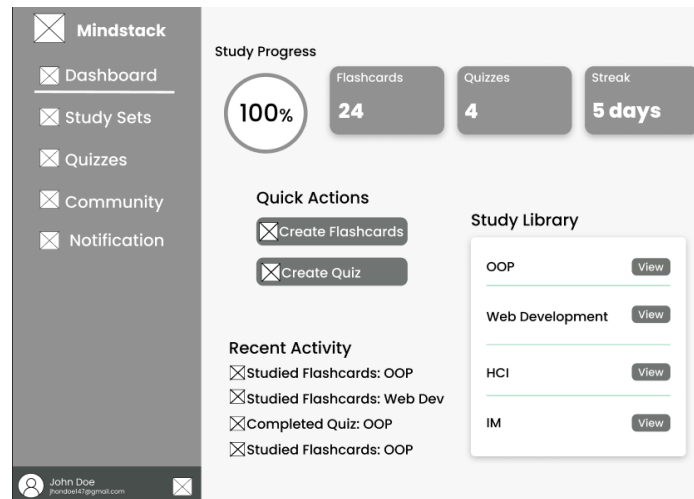 Mindstack
Dashboard
Study Sets
Quizzes
Community
Notification
John Doe
jhondoe147@gmail.com
Study Progress
100%
Flashcards
24
Quizzes
4
Streak
5 days
Quick Actions
Create Flashcards
Create Quiz
Recent Activity
Studied Flashcards: OOP
Studied Flashcards: Web Dev
Completed Quiz: OOP
Studied Flashcards: OOP
Study Library
OOP View
Web Development View
HCI View
IM View